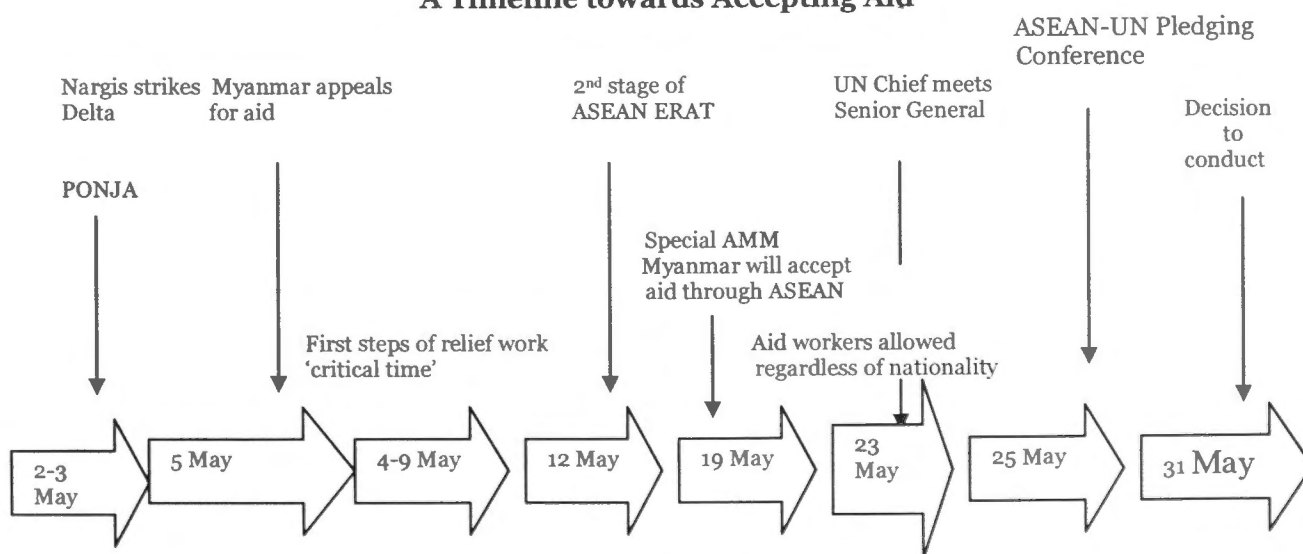 A Timeline towards Accepting Aid
ASEAN-UN Pledging
Conference
Nargis strikes
Delta
PONJA
Myanmar appeals
for aid
First steps of relief work
‘critical time’
2nd stage of
ASEAN ERAT
Special AMM
Myanmar will accept
aid through ASEAN
UN Chief meets
Senior General
Aid workers allowed
regardless of nationality
Decision
to
conduct
2-3
May
5 May
4-9 May
12 May
19 May
23
May
25 May
31 May